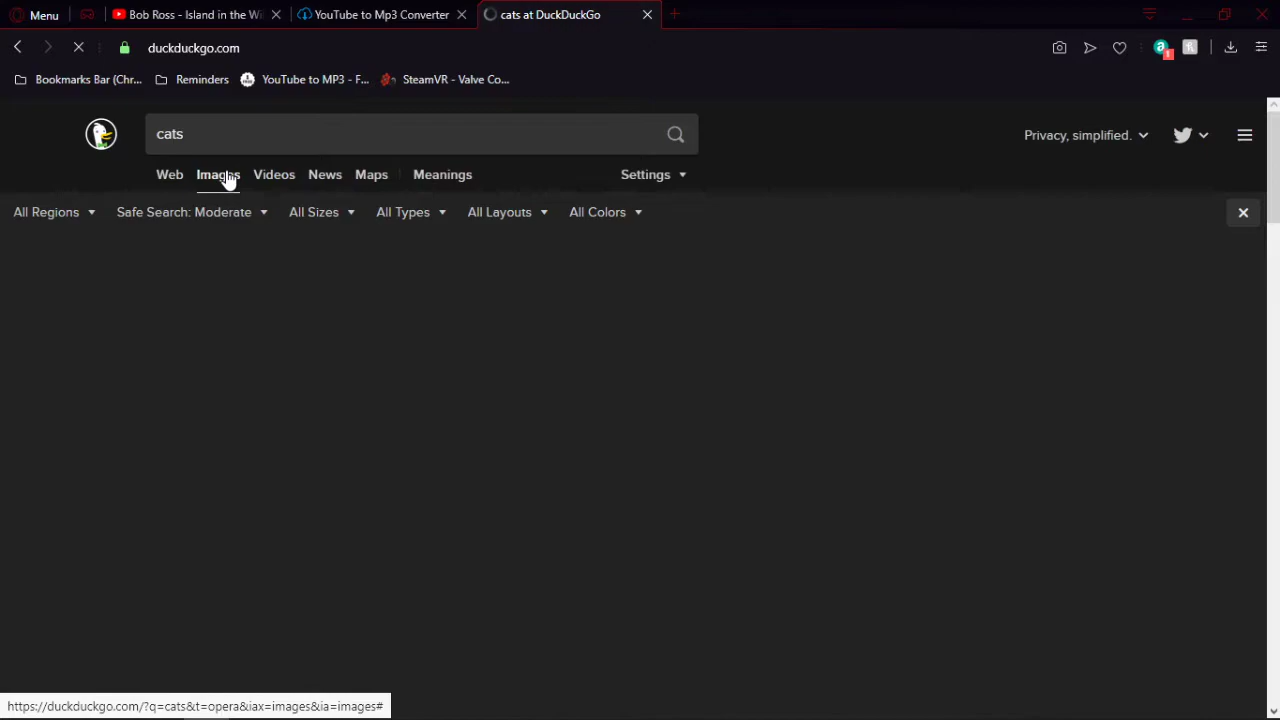 Menu
Bob Ross - Island in the Wi
YouTube to Mp3 Converter
cats at DuckDuckGo
duckduckgo.com
1
Bookmarks Bar (Chr...
Reminders
YouTube to MP3 - F...
SteamVR - Valve Co...
cats
Privacy, simplified.
Web
Images
Videos
News
Maps
Meanings
Settings
All Regions
Safe Search: Moderate
All Sizes
All Types
All Layouts
All Colors
https://duckduckgo.com/?q=cats&t=opera&iax=images&ia=images#